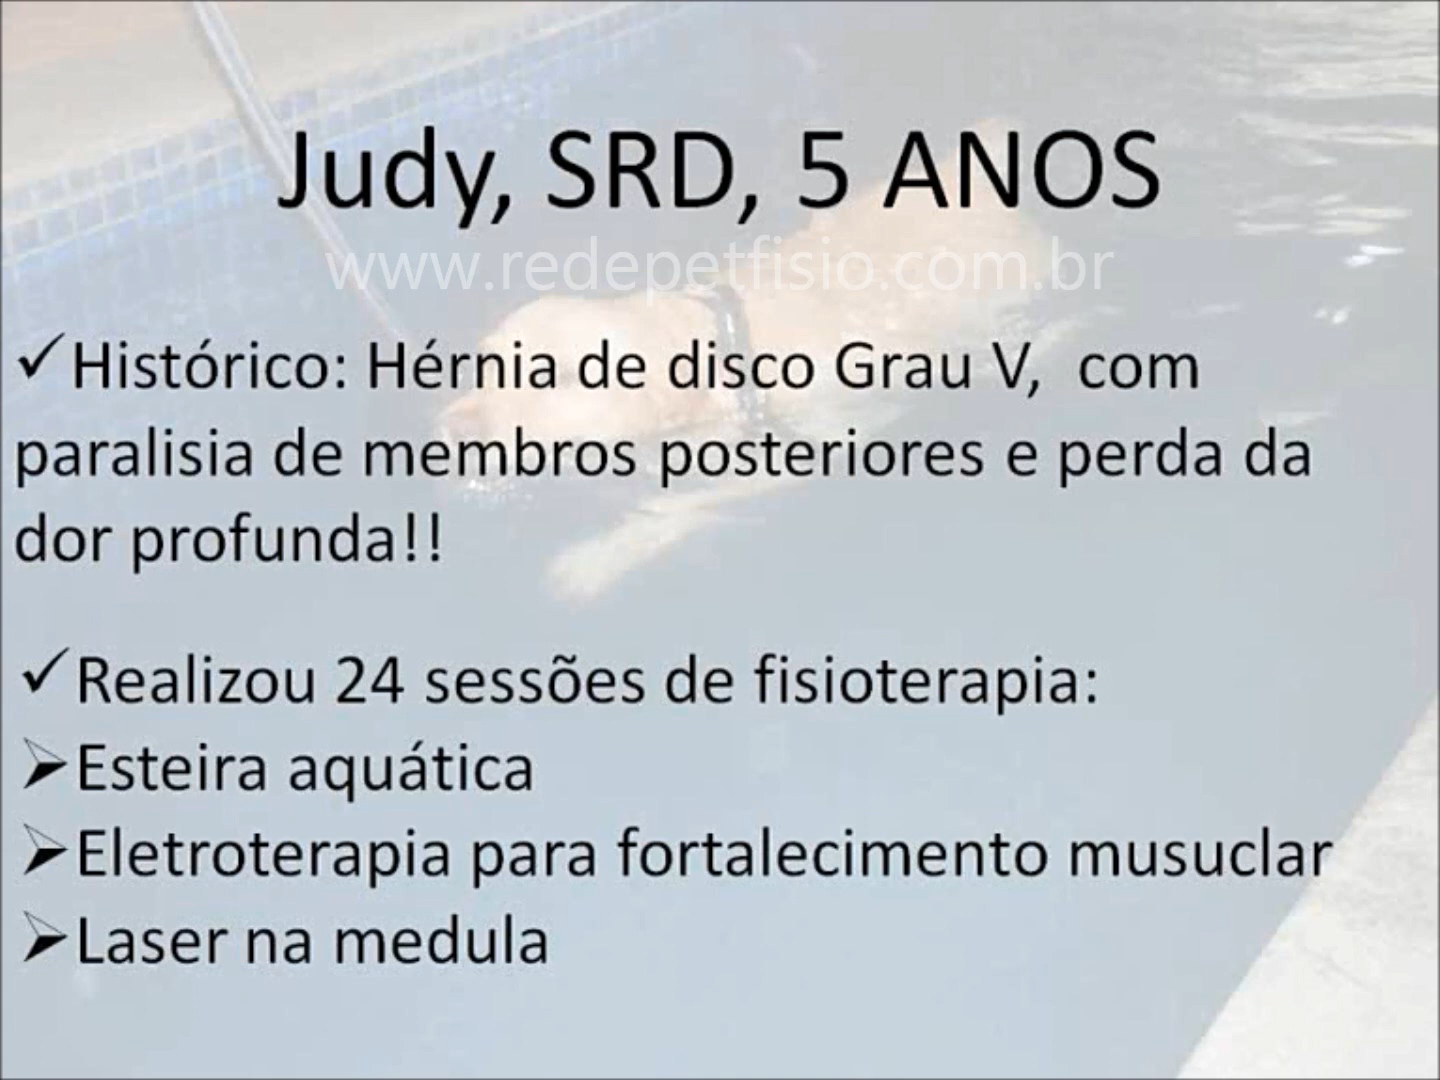 Judy, SRD, 5 ANOS
www.redepetfisio.com.br
✓Histórico: Hérnia de disco Grau V, com
paralisia de membros posteriores e perda da
dor profunda!!
✓Realizou 24 sessões de fisioterapia:
➢Esteira aquática
➢Eletroterapia para fortalecimento musuclar
➢Laser na medula